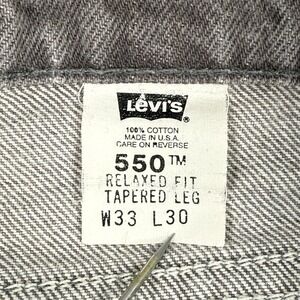 Levi's ®
100% COTTON
MADE IN U.S.A.
CARE ON REVERSE
550™
RELAXED FIT
TAPERED LEG
W33 L30